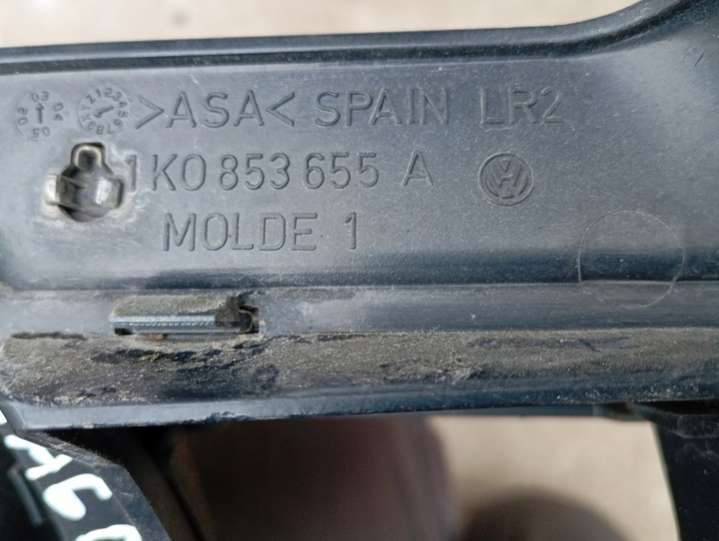 >ASA< SPAIN LR2
1K0 853 655 A
MOLDE 1